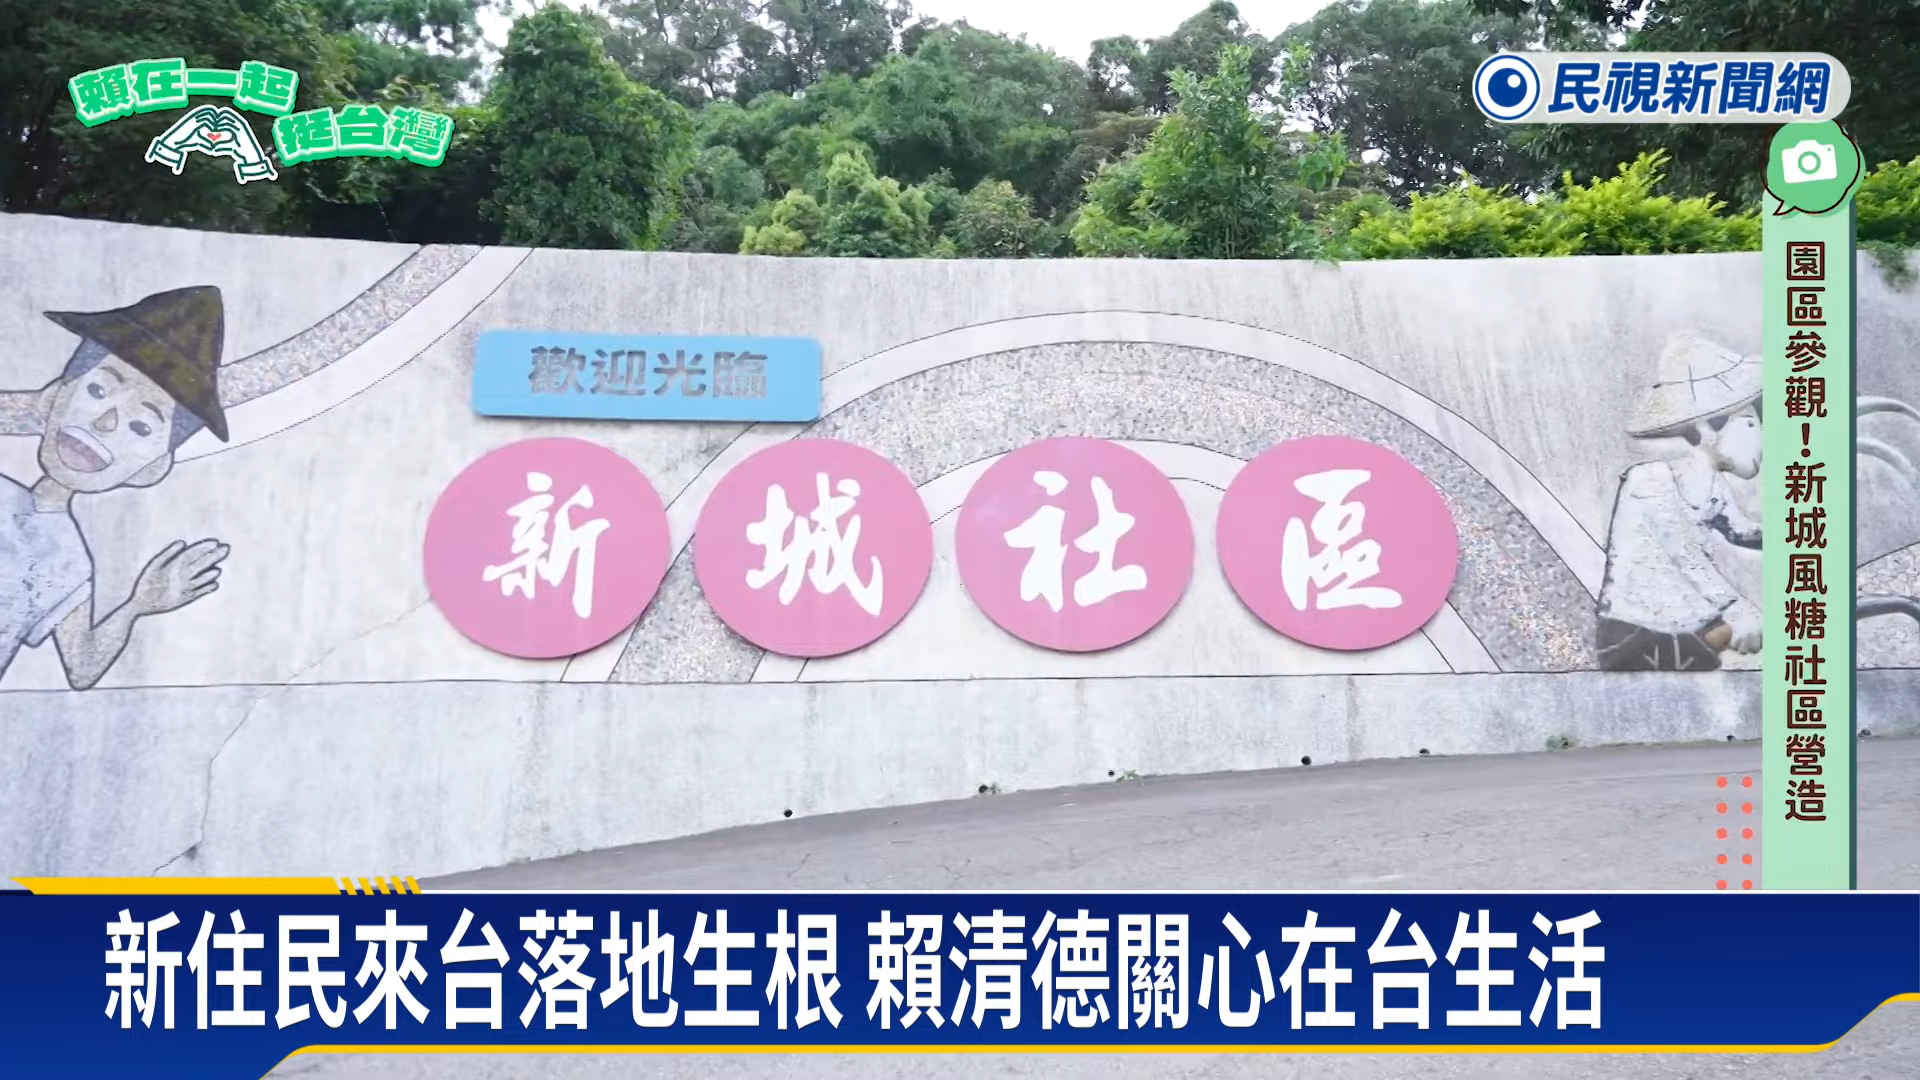 賴在一起
挺台灣
民視新聞網
園區參觀！新城風糖社區營造
歡迎光臨
新城社區
新住民來台落地生根 賴清德關心在台生活